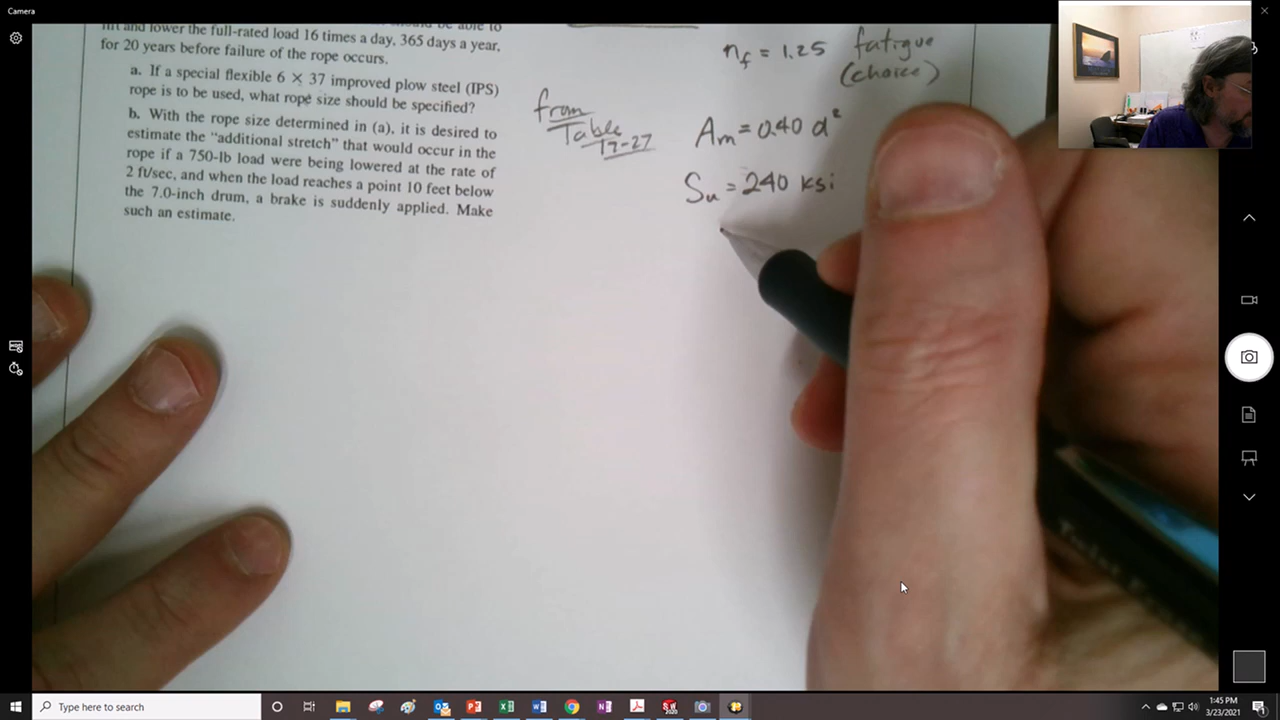 Camera
lift and lower the full-rated load 16 times a day, 365 days a year,
for 20 years before failure of the rope occurs.
a. If a special flexible 6 × 37 improved plow steel (IPS)
rope is to be used, what rope size should be specified?
b. With the rope size determined in (a), it is desired to
estimate the "additional stretch" that would occur in the
rope if a 750-lb load were being lowered at the rate of
2 ft/sec, and when the load reaches a point 10 feet below
the 7.0-inch drum, a brake is suddenly applied. Make
such an estimate.
from
Table
17-27
nf = 1.25 fatigue
(choice)
Am = 0.40 d²
Su = 240 ksi
Type here to search
1:45 PM
3/23/2021